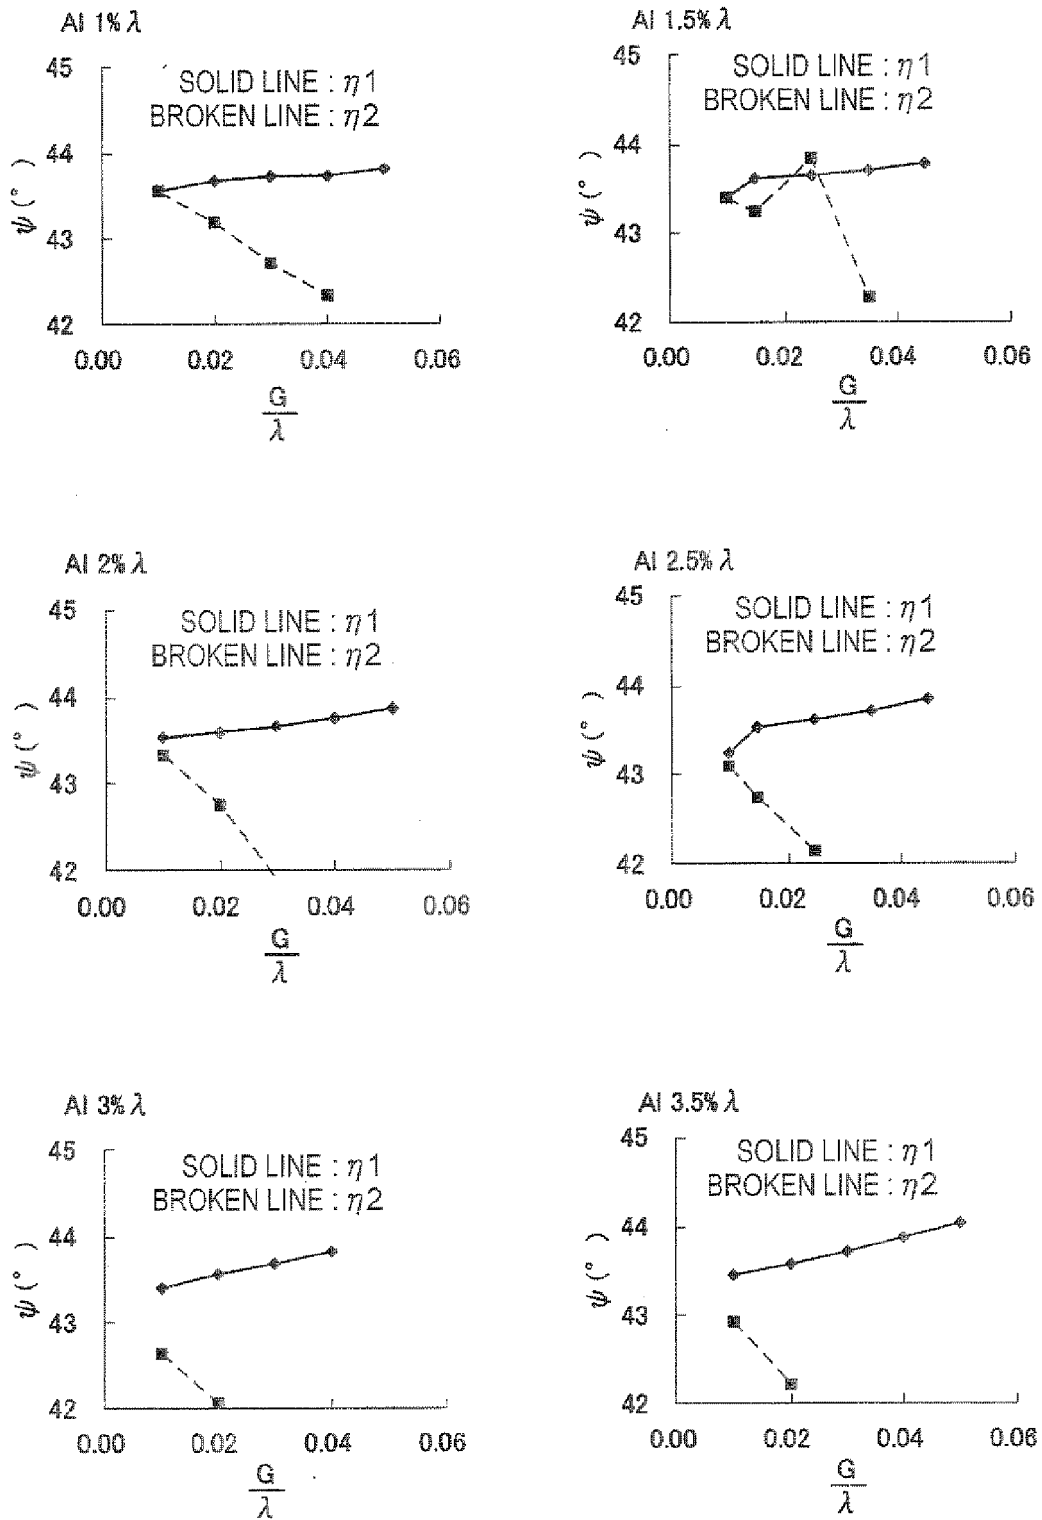 Al 1% λ
45
SOLID LINE : η1
BROKEN LINE : η2
44
ψ (°)
43
42
0.00 0.02 0.04 0.06
G
λ
Al 1.5% λ
45
SOLID LINE : η1
BROKEN LINE : η2
44
ψ (°)
43
42
0.00 0.02 0.04 0.06
G
λ
Al 2% λ
45
SOLID LINE : η1
BROKEN LINE : η2
44
ψ (°)
43
42
0.00 0.02 0.04 0.06
G
λ
Al 2.5% λ
45
SOLID LINE : η1
BROKEN LINE : η2
44
ψ (°)
43
42
0.00 0.02 0.04 0.06
G
λ
Al 3% λ
45
SOLID LINE : η1
BROKEN LINE : η2
44
ψ (°)
43
42
0.00 0.02 0.04 0.06
G
λ
Al 3.5% λ
45
SOLID LINE : η1
BROKEN LINE : η2
44
ψ (°)
43
42
0.00 0.02 0.04 0.06
G
λ